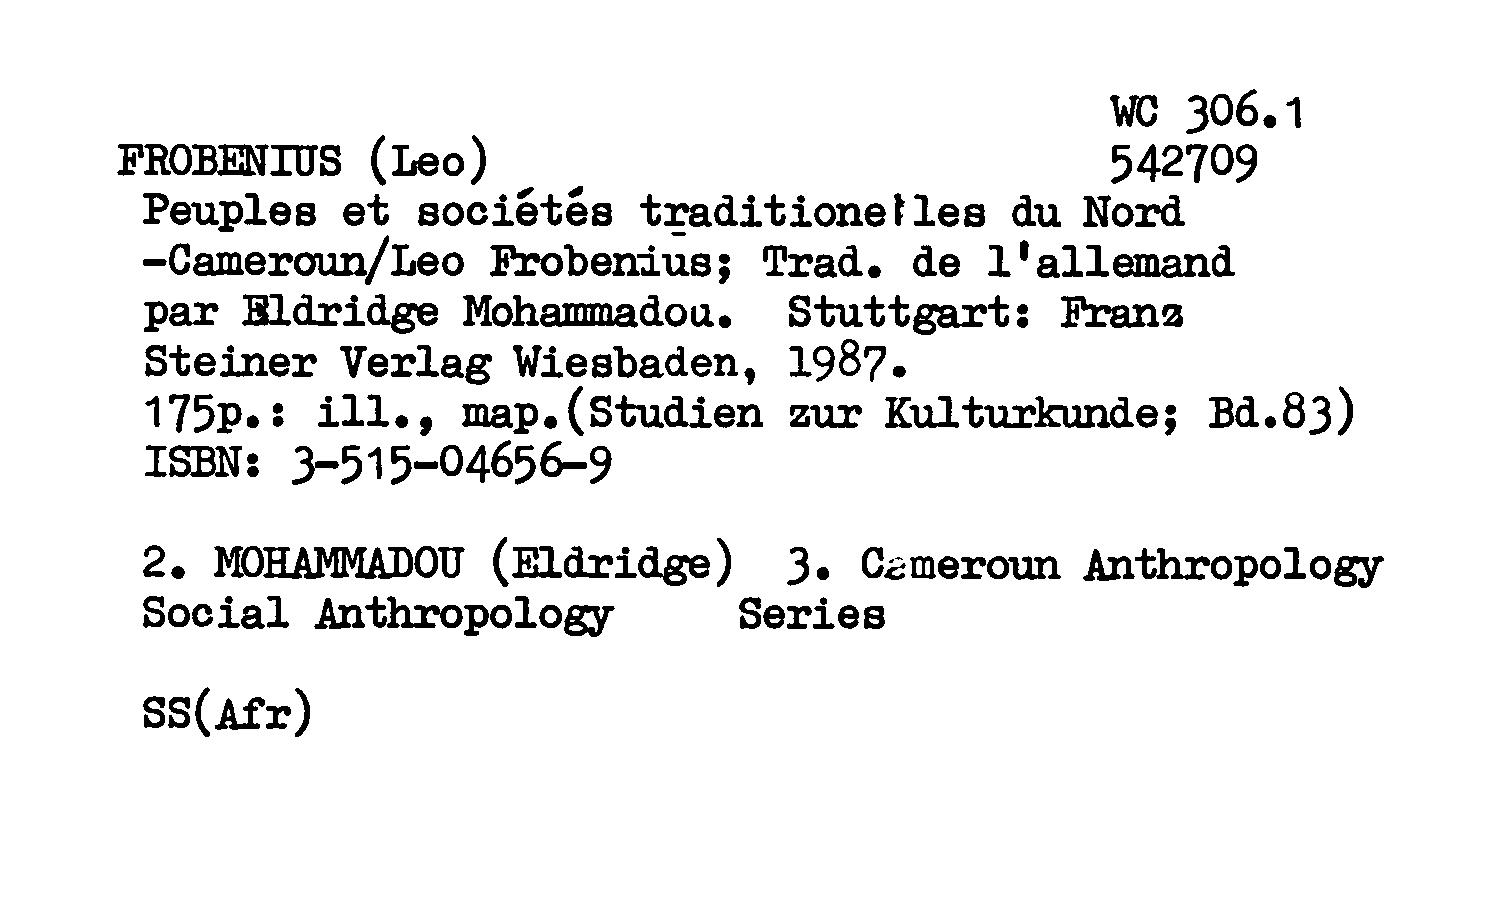 WC 306.1
FROBENIUS (Leo) 542709
Peuples et sociétés traditionelles du Nord
-Cameroun/Leo Frobenius; Trad. de l'allemand
par Eldridge Mohammadou. Stuttgart: Franz
Steiner Verlag Wiesbaden, 1987.
175p.: ill., map.(Studien zur Kulturkunde; Bd.83)
ISBN: 3-515-04656-9
2. MOHAMMADOU (Eldridge) 3. Cameroun Anthropology
Social Anthropology Series
SS(Afr)